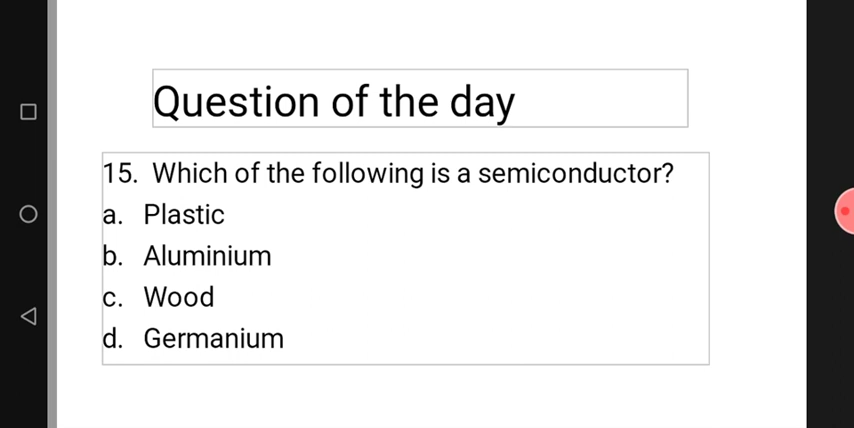 Question of the day
15. Which of the following is a semiconductor?
a. Plastic
b. Aluminium
c. Wood
d. Germanium